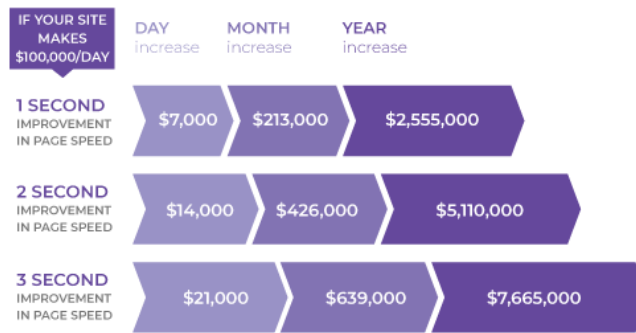 IF YOUR SITE
MAKES
$100,000/DAY
DAY
increase
MONTH
increase
YEAR
increase
1 SECOND
IMPROVEMENT
IN PAGE SPEED
$7,000
$213,000
$2,555,000
2 SECOND
IMPROVEMENT
IN PAGE SPEED
$14,000
$426,000
$5,110,000
3 SECOND
IMPROVEMENT
IN PAGE SPEED
$21,000
$639,000
$7,665,000